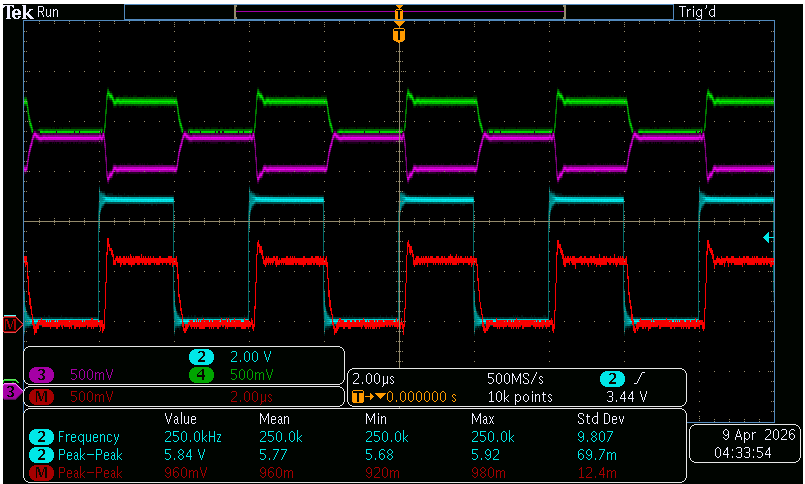 Tek Run Trig'd
T
T
M
2 2.00 V
3 500mV 4 500mV
3
M 500mV 2.00µs
2.00µs 500MS/s 2
T→▼0.000000 s 10k points 3.44 V
Value Mean Min Max Std Dev
2 Frequency 250.0kHz 250.0k 250.0k 250.0k 9.807
2 Peak-Peak 5.84 V 5.77 5.68 5.92 69.7m
M Peak-Peak 960mV 960m 920m 980m 12.4m
9 Apr 2026
04:33:54